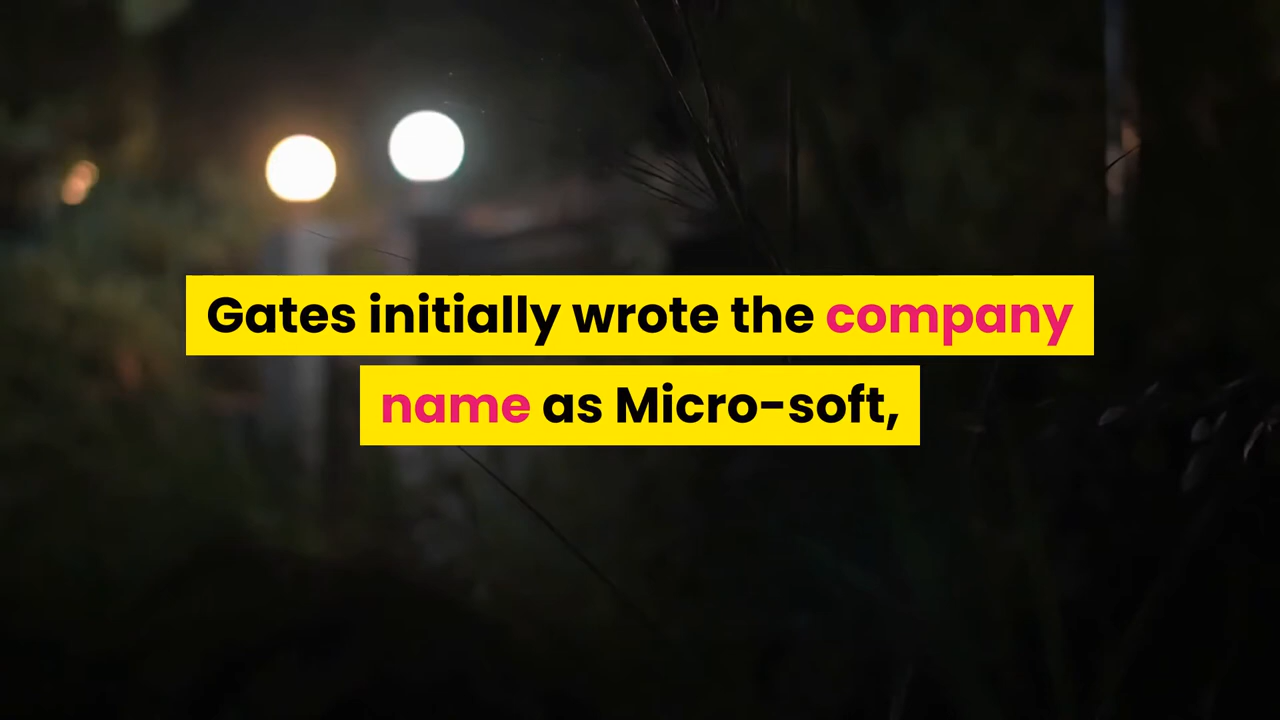 Gates initially wrote the company
name as Micro-soft,